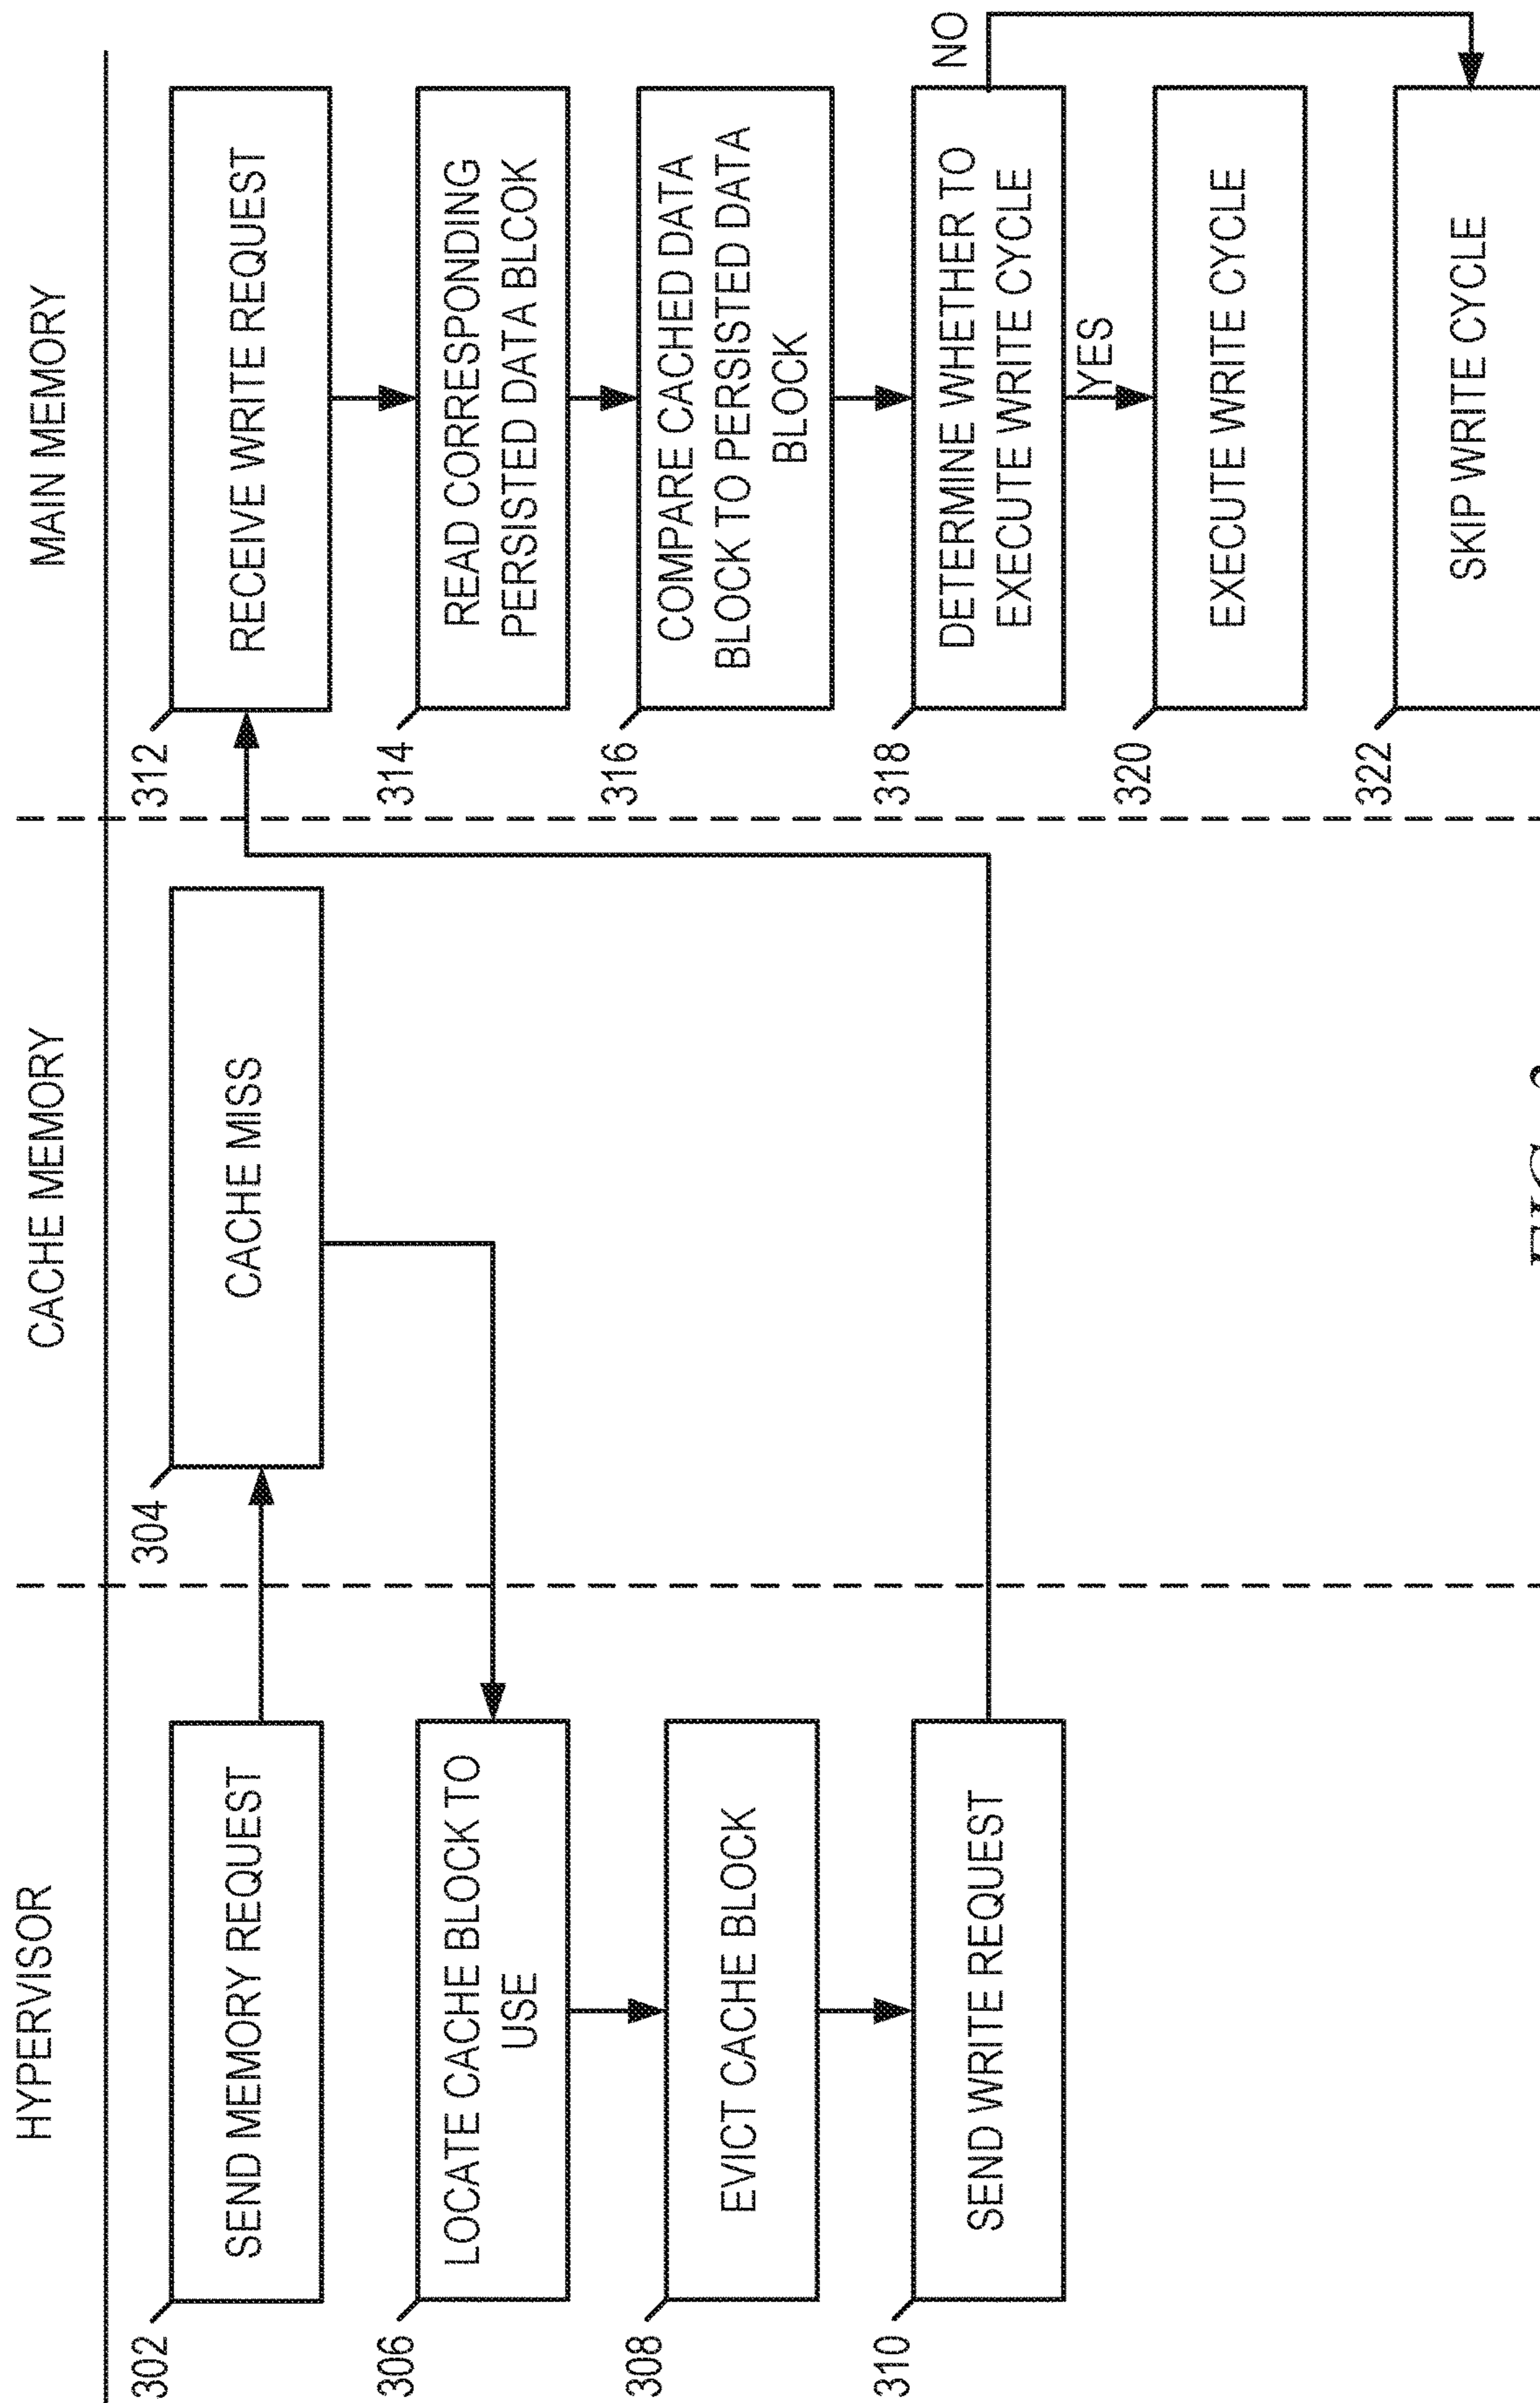 HYPERVISOR
CACHE MEMORY
MAIN MEMORY
302
SEND MEMORY REQUEST
304
CACHE MISS
306
LOCATE CACHE BLOCK TO
USE
308
EVICT CACHE BLOCK
310
SEND WRITE REQUEST
312
RECEIVE WRITE REQUEST
314
READ CORRESPONDING
PERSISTED DATA BLCOK
316
COMPARE CACHED DATA
BLOCK TO PERSISTED DATA
BLOCK
318
DETERMINE WHETHER TO
EXECUTE WRITE CYCLE
NO
YES
320
EXECUTE WRITE CYCLE
322
SKIP WRITE CYCLE